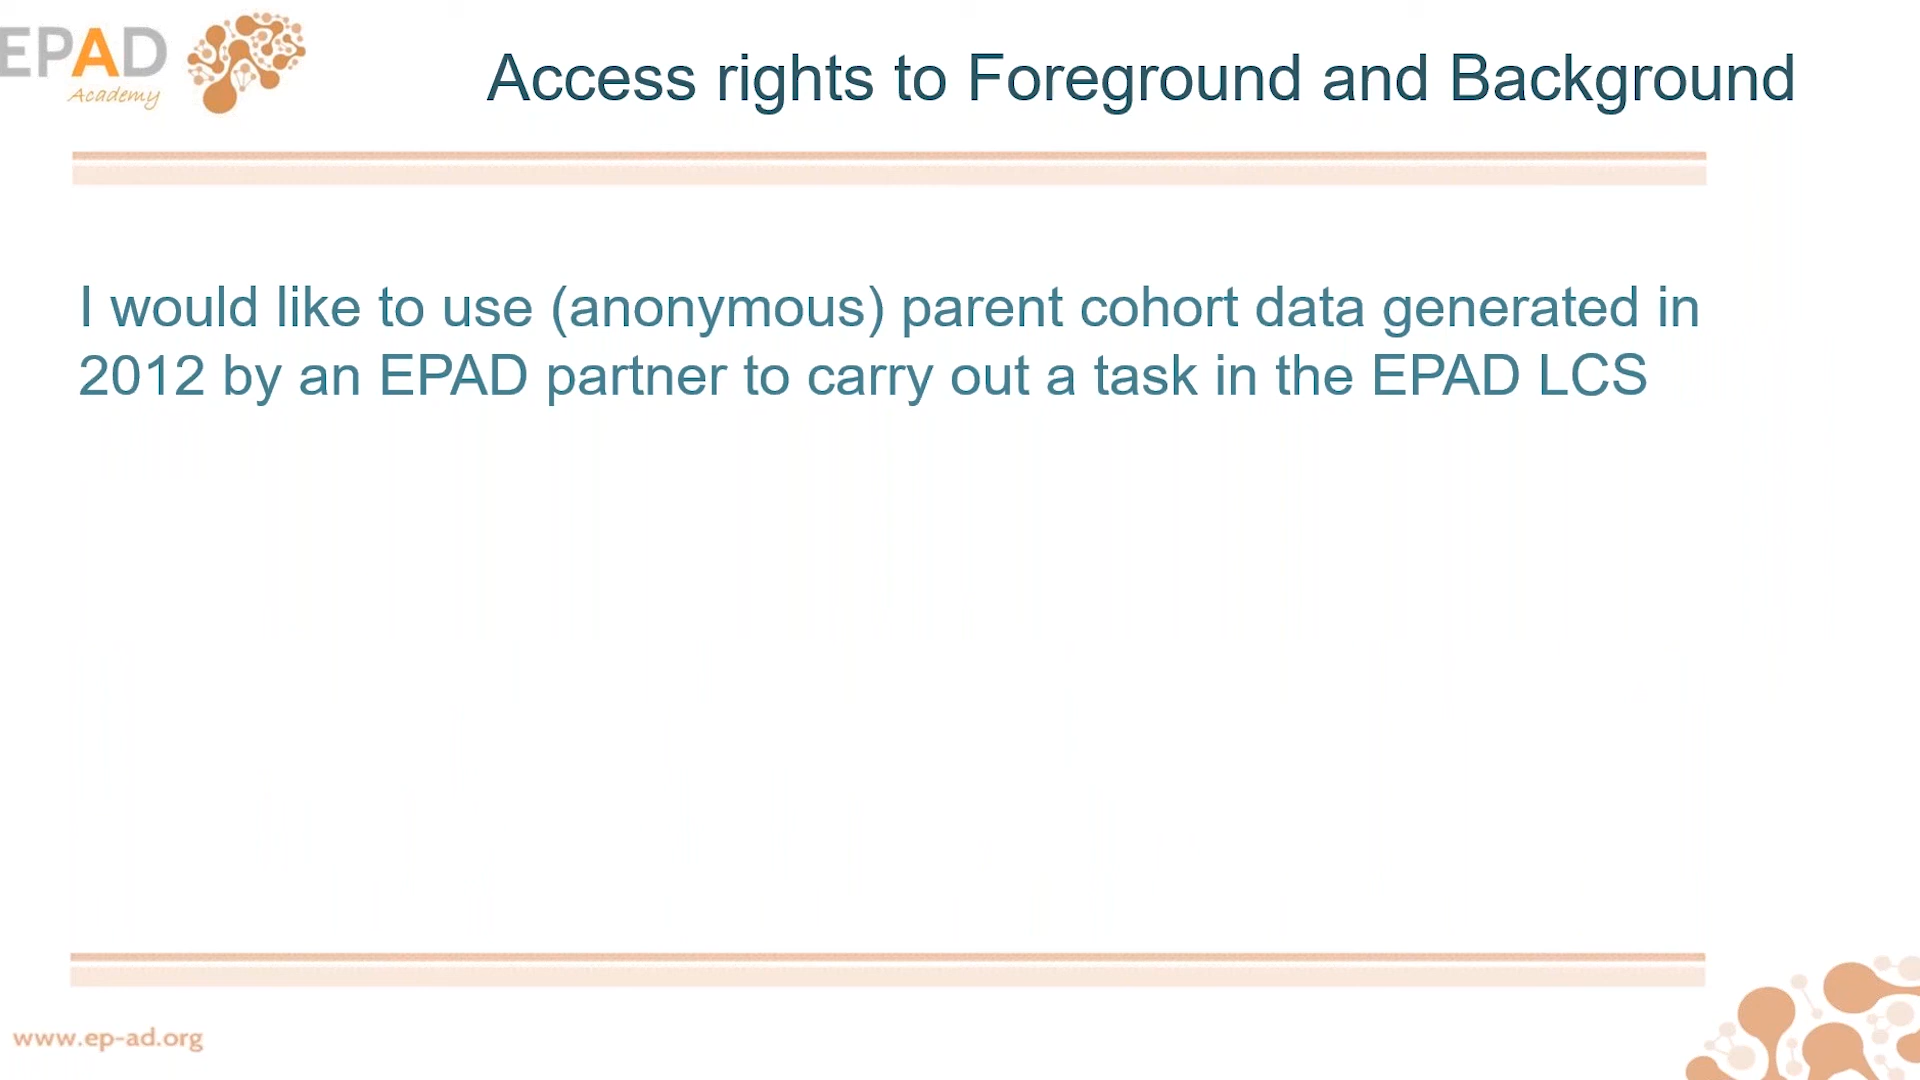 EPAD
Academy
Access rights to Foreground and Background
I would like to use (anonymous) parent cohort data generated in
2012 by an EPAD partner to carry out a task in the EPAD LCS
www.ep-ad.org